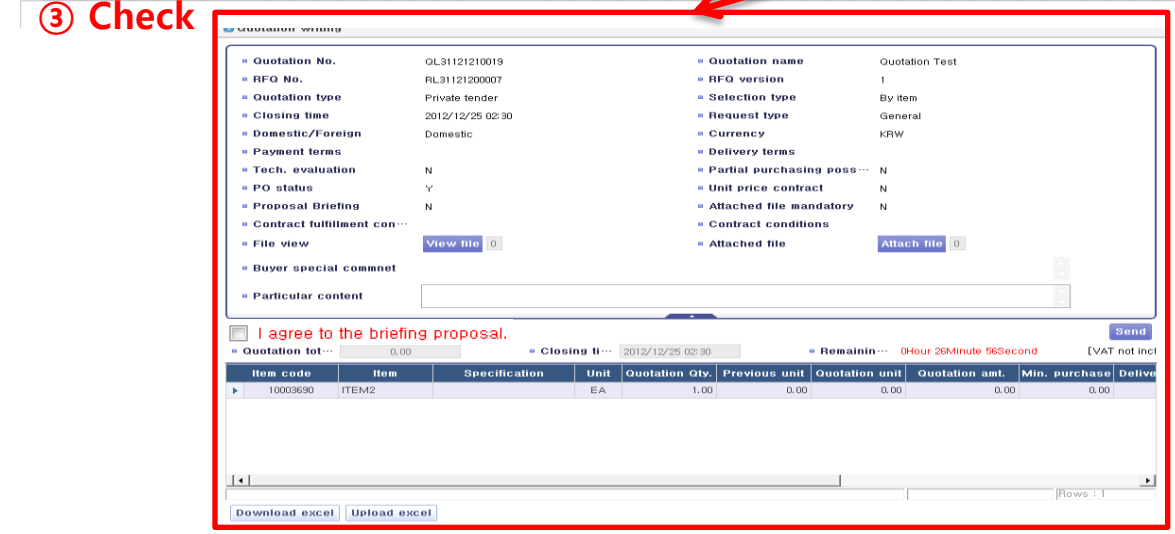 ③ Check
Quotation writing
Quotation No. QL31121210019 Quotation name Quotation Test
RFQ No. RL31121200007 RFQ version 1
Quotation type Private tender Selection type By item
Closing time 2012/12/25 02:30 Request type General
Domestic/Foreign Domestic Currency KRW
Payment terms Delivery terms
Tech. evaluation N Partial purchasing poss··· N
PO status Y Unit price contract N
Proposal Briefing N Attached file mandatory N
Contract fulfillment con··· Contract conditions
File view View file 0 Attached file Attach file 0
Buyer special commnet
Particular content
I agree to the briefing proposal. Send
Quotation tot··· 0.00 Closing ti··· 2012/12/25 02:30 Remainin··· 0Hour 26Minute 56Second [VAT not incl
Item code Item Specification Unit Quotation Qty. Previous unit Quotation unit Quotation amt. Min. purchase Delive
10003690 ITEM2 EA 1.00 0.00 0.00 0.00 0.00
Rows : 1
Download excel Upload excel